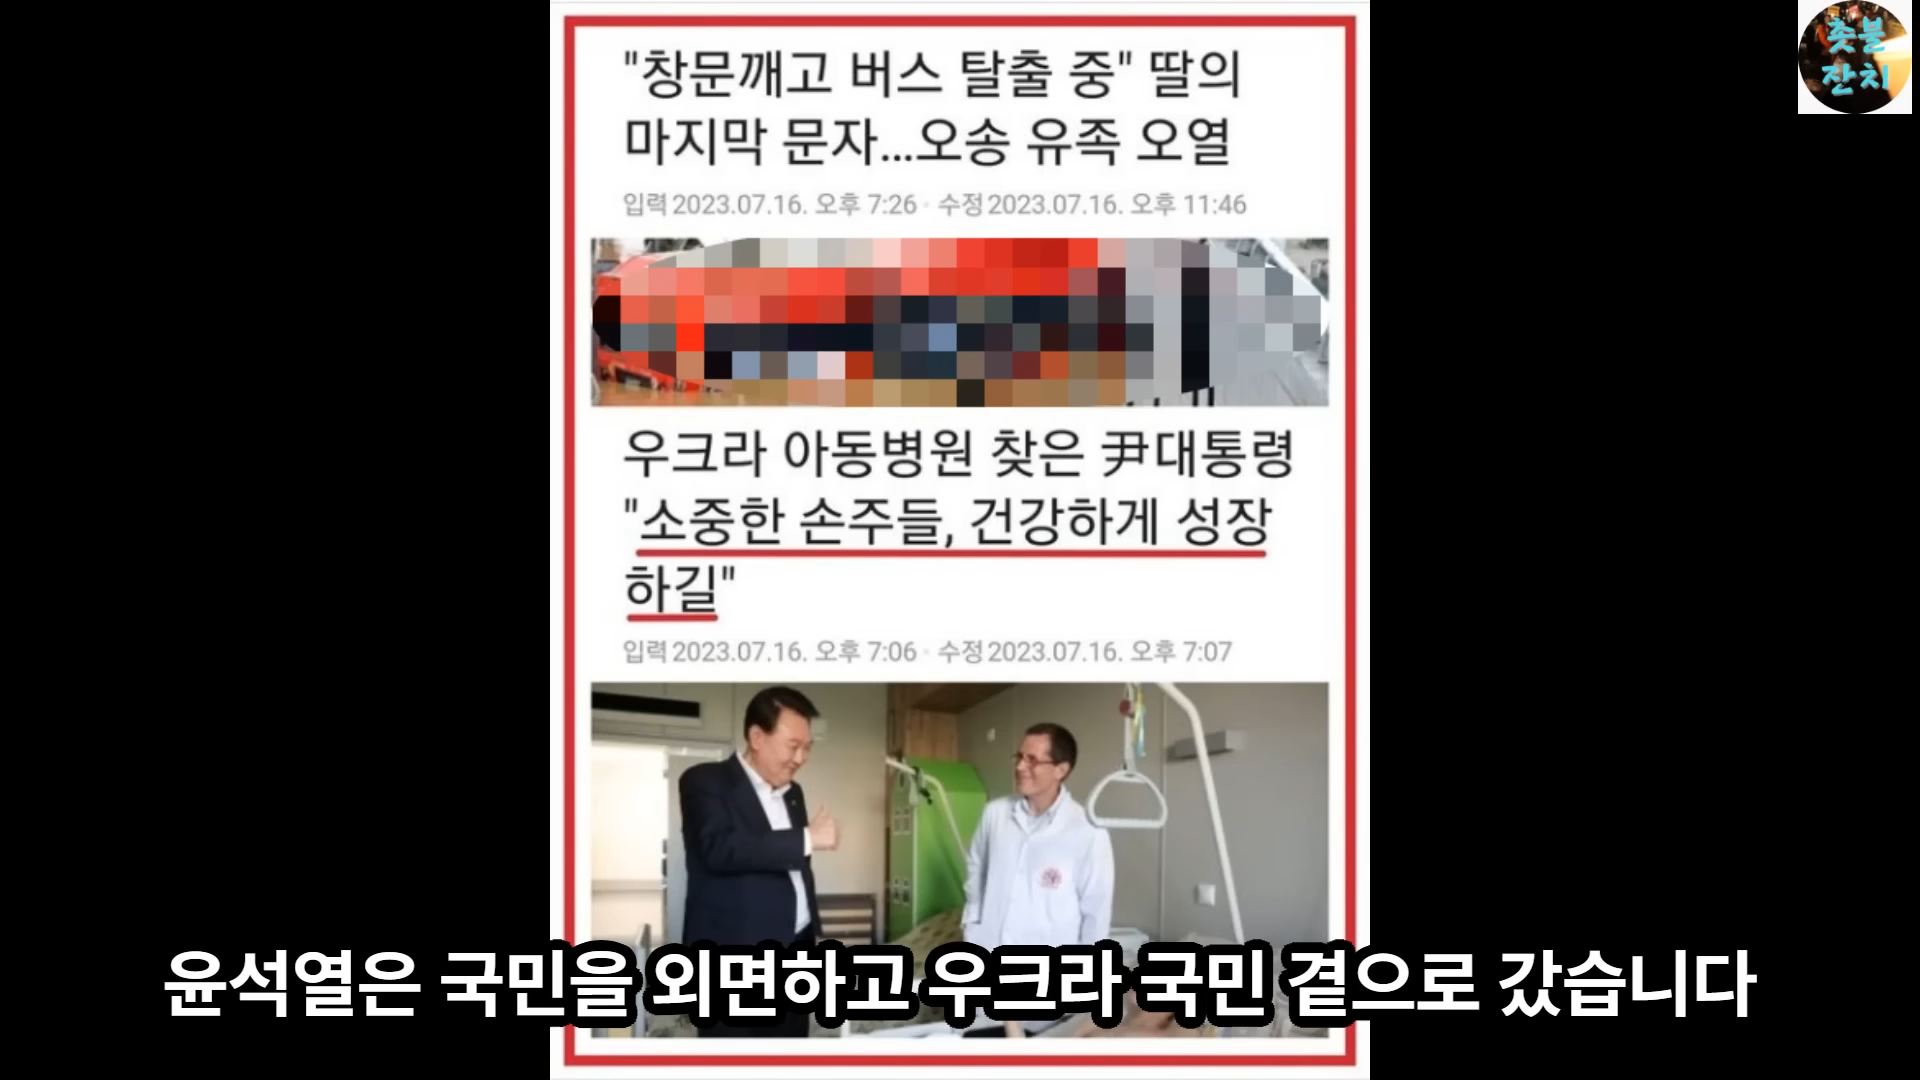 "창문깨고 버스 탈출 중" 딸의
마지막 문자...오송 유족 오열
입력 2023.07.16. 오후 7:26 · 수정 2023.07.16. 오후 11:46
우크라 아동병원 찾은 尹대통령
"소중한 손주들, 건강하게 성장
하길"
입력 2023.07.16. 오후 7:06 · 수정 2023.07.16. 오후 7:07
윤석열은 국민을 외면하고 우크라 국민 곁으로 갔습니다
촛불
잔치